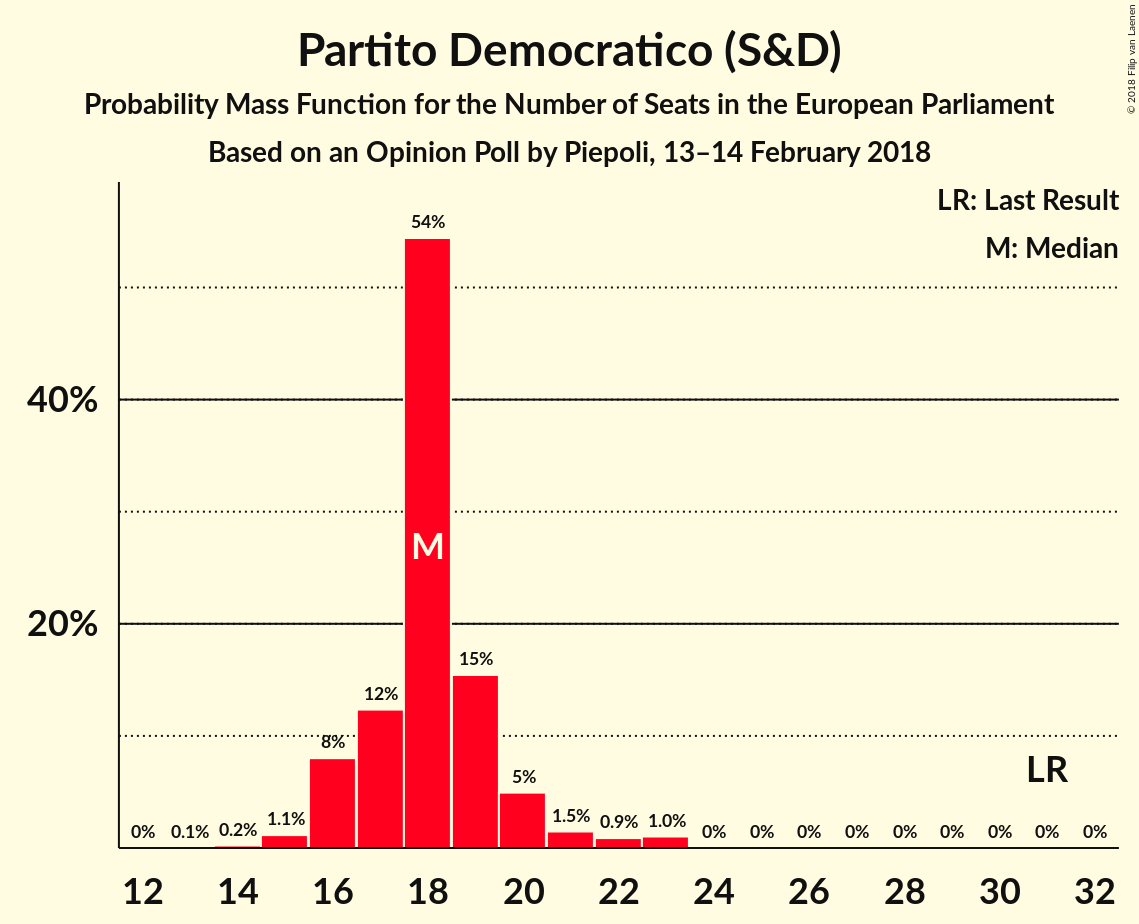 Partito Democratico (S&D)
Probability Mass Function for the Number of Seats in the European Parliament
Based on an Opinion Poll by Piepoli, 13–14 February 2018
© 2018 Filip van Laenen
LR: Last Result
M: Median
54%
40%
M
20%
15%
12%
8%
LR
5%
0% 0.1% 0.2% 1.1% 1.5% 0.9% 1.0% 0% 0% 0% 0% 0% 0% 0% 0% 0%
12 14 16 18 20 22 24 26 28 30 32